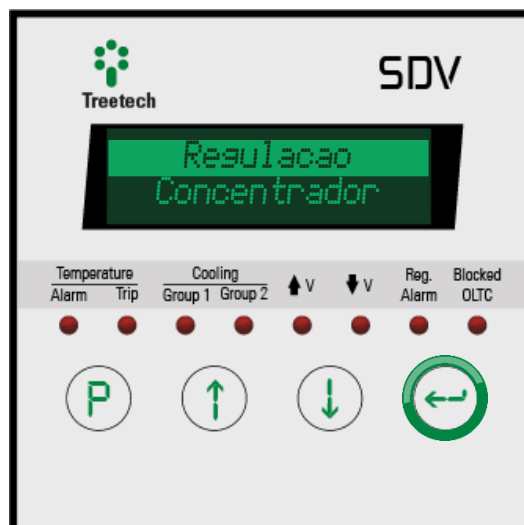 SDV
Treetech
Regulacao
Concentrador
Temperature Cooling V V Reg. Blocked
Alarm Trip Group 1 Group 2 Alarm OLTC
P